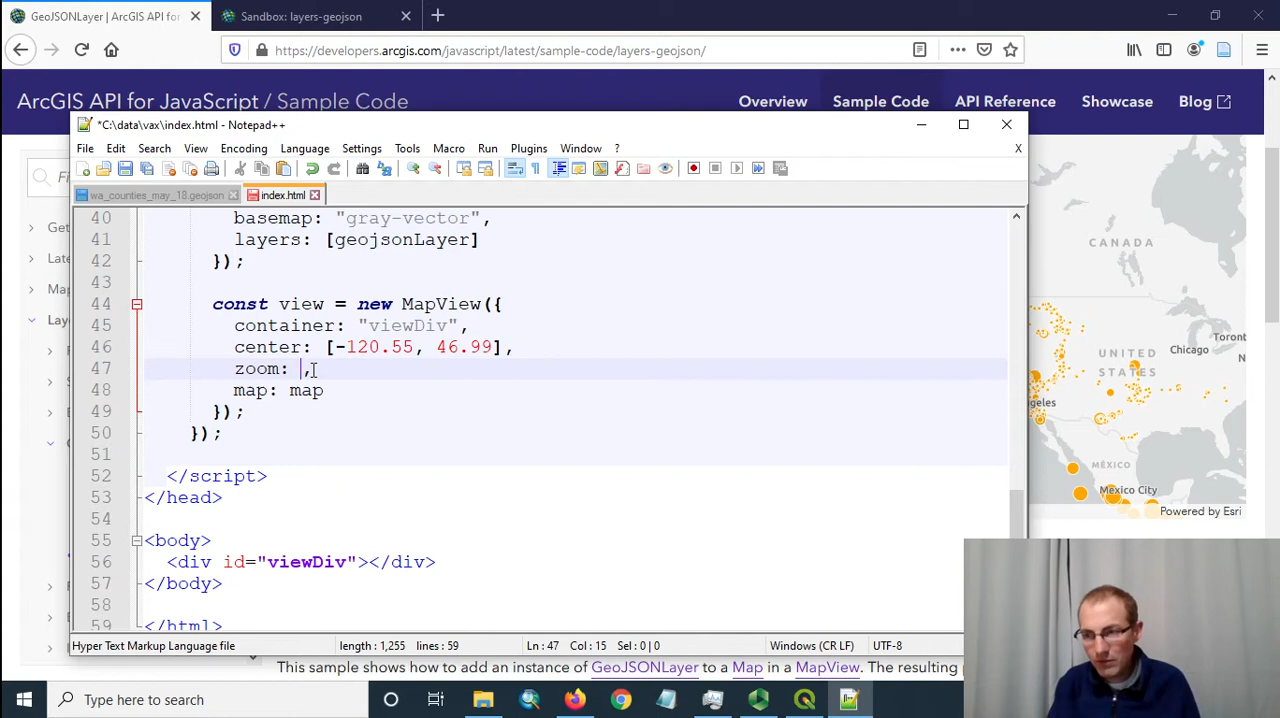 GeoJSONLayer | ArcGIS API for
Sandbox: layers-geojson
https://developers.arcgis.com/javascript/latest/sample-code/layers-geojson/
ArcGIS API for JavaScript / Sample Code
Overview Sample Code API Reference Showcase Blog
*C:\data\vax\index.html - Notepad++
File Edit Search View Encoding Language Settings Tools Macro Run Plugins Window ? X
wa_counties_may_18.geojson index.html
40 basemap: "gray-vector",
41 layers: [geojsonLayer]
42 });
43
44 const view = new MapView({
45 container: "viewDiv",
46 center: [-120.55, 46.99],
47 zoom: ,
48 map: map
49 });
50 });
51
52 </script>
53 </head>
54
55 <body>
56 <div id="viewDiv"></div>
57 </body>
58
59 </html>
Hyper Text Markup Language file length : 1,255 lines : 59 Ln : 47 Col : 15 Sel : 0 | 0 Windows (CR LF) UTF-8
CANADA
Toront
Chicago
UNITED
STATES
MÉXICO
Mexico City
Powered by Esri
This sample shows how to add an instance of GeoJSONLayer to a Map in a MapView. The resulting
Type here to search